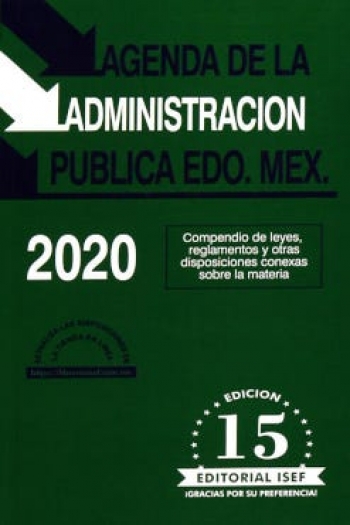 AGENDA DE LA
ADMINISTRACION
PUBLICA EDO. MEX.
2020
Compendio de leyes,
reglamentos y otras
disposiciones conexas
sobre la materia
EDICION
15
EDITORIAL ISEF
¡GRACIAS POR SU PREFERENCIA!